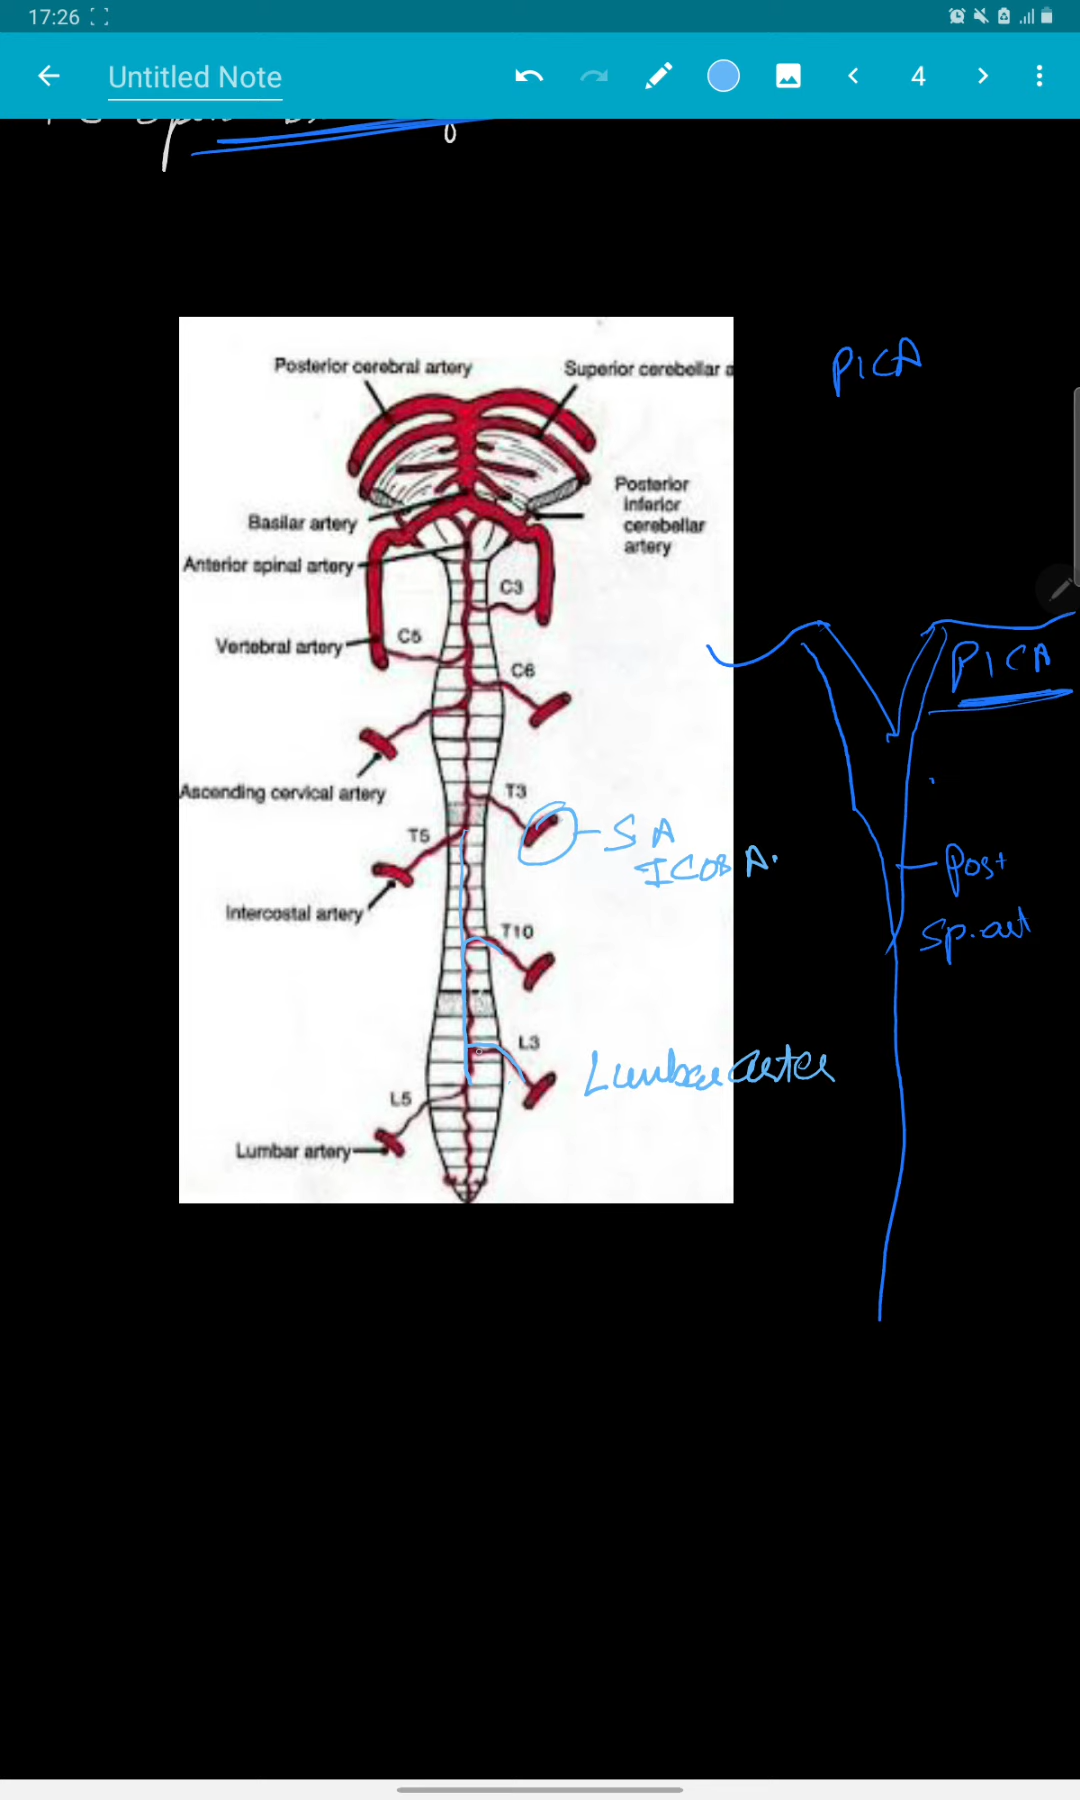 17:26
Untitled Note
4
Posterior cerebral artery
Superior cerebellar a
PICA
Posterior
inferior
cerebellar
artery
Basilar artery
Anterior spinal artery
C3
Vertebral artery
C5
C6
PICA
Ascending cervical artery
T3
T5
S A
ICOB A.
Post
sp.art
Intercostal artery
T10
L3
Lumbar
L5
Lumbar artery